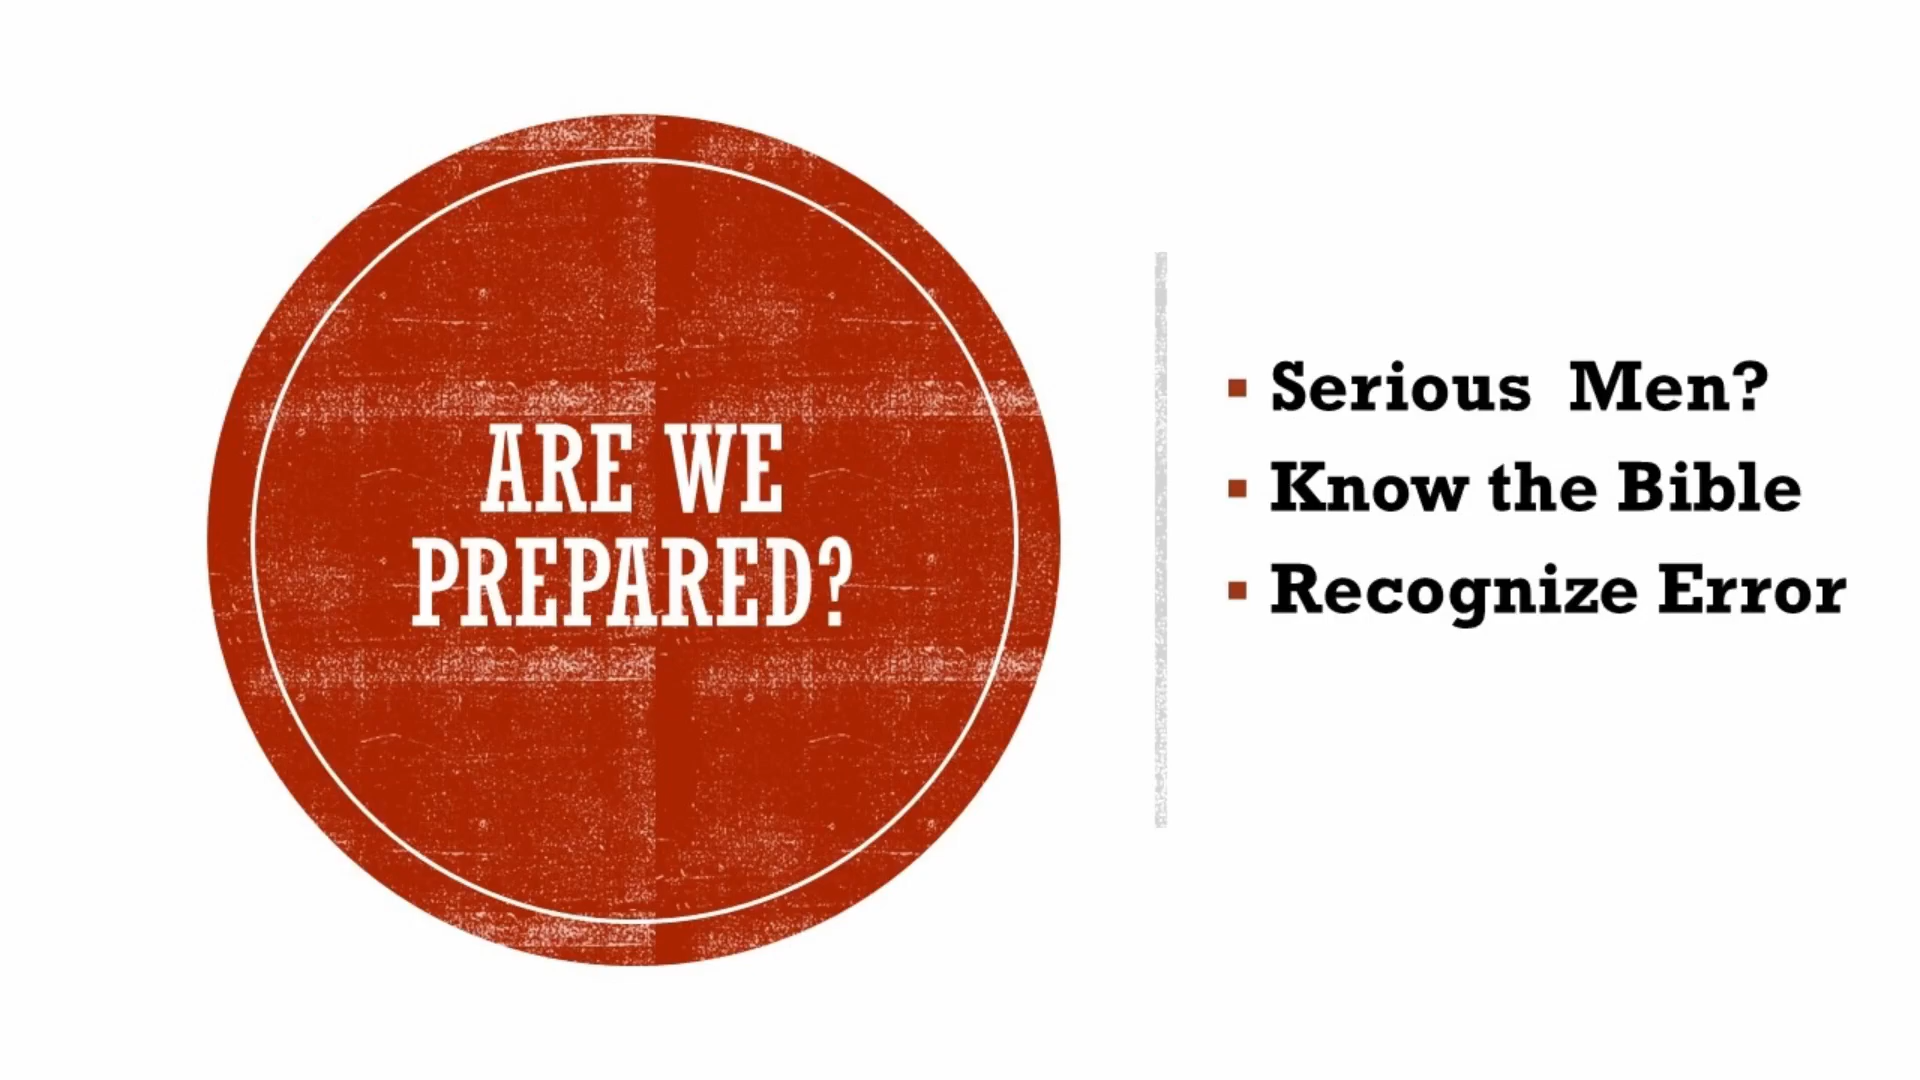 ARE WE
PREPARED?
Serious  Men?
Know the Bible
Recognize Error